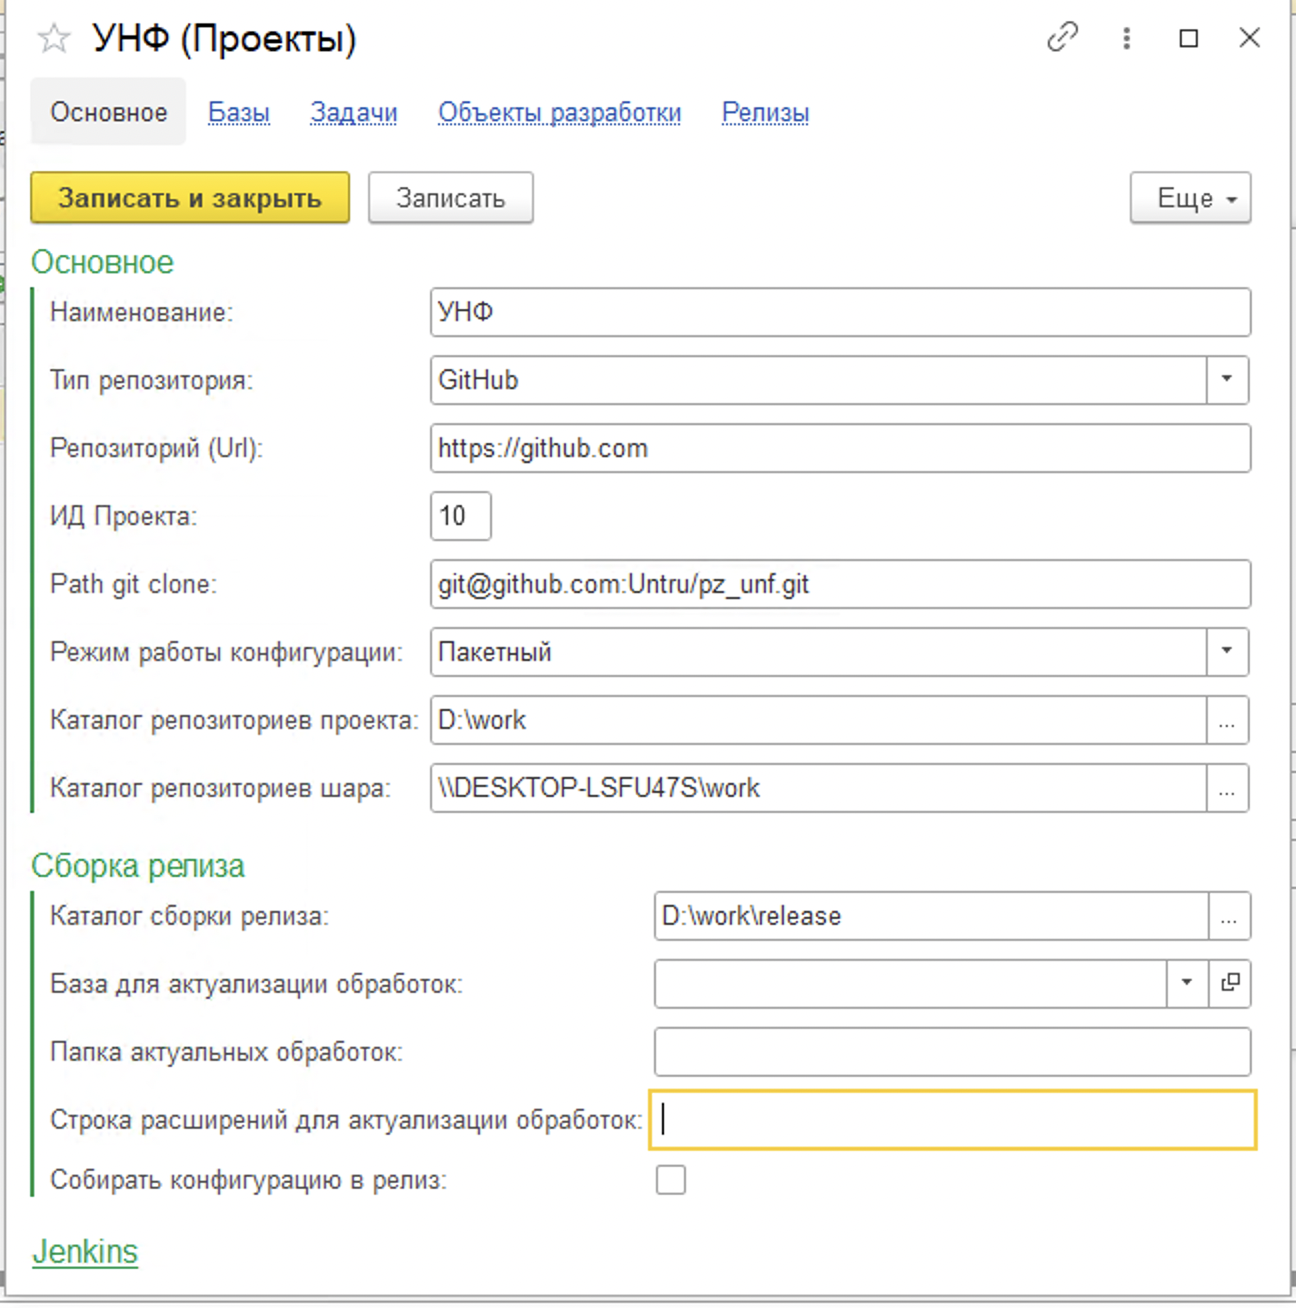 УНФ (Проекты)
Основное Базы Задачи Объекты разработки Релизы
Записать и закрыть Записать Еще
Основное
Наименование: УНФ
Тип репозитория: GitHub
Репозиторий (Url): https://github.com
ИД Проекта: 10
Path git clone: git@github.com:Untru/pz_unf.git
Режим работы конфигурации: Пакетный
Каталог репозиториев проекта: D:\work ...
Каталог репозиториев шара: \\DESKTOP-LSFU47S\work ...
Сборка релиза
Каталог сборки релиза: D:\work\release ...
База для актуализации обработок:
Папка актуальных обработок:
Строка расширений для актуализации обработок:
Собирать конфигурацию в релиз:
Jenkins